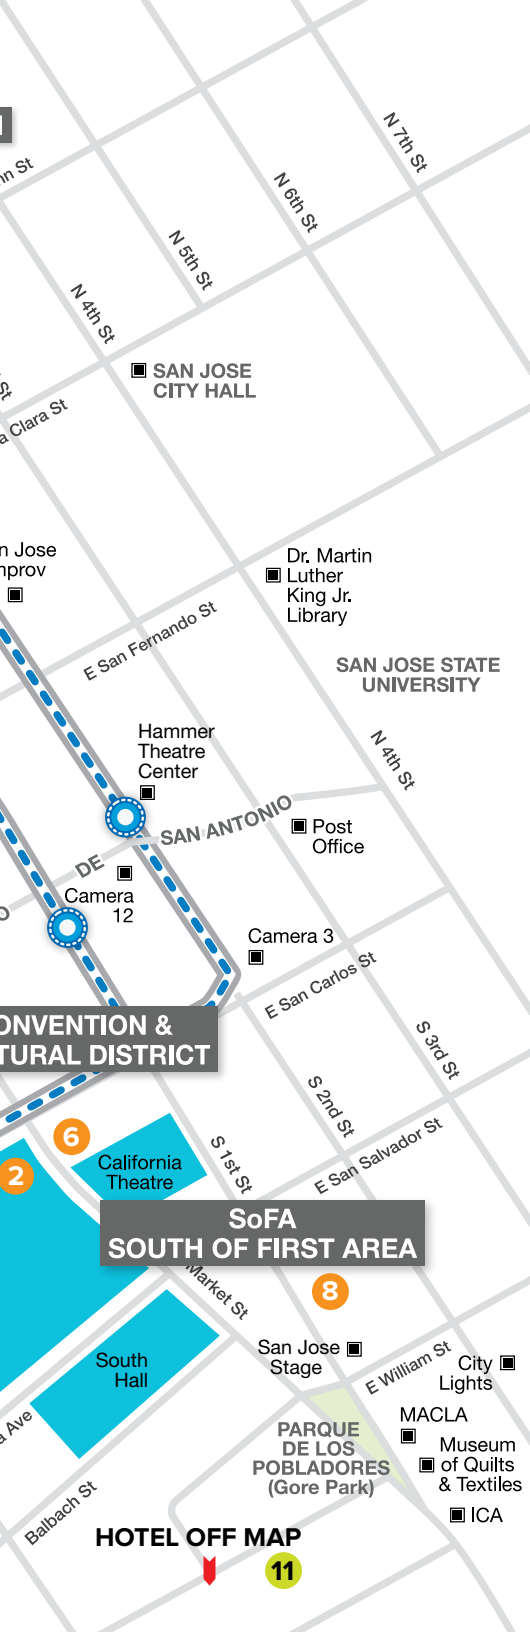 N 7th St
N 6th St
N 5th St
N 4th St
SAN JOSE
CITY HALL
Clara St
Jose
Dr. Martin
Luther
King Jr.
Library
E San Fernando St
SAN JOSE STATE
UNIVERSITY
Hammer
Theatre
Center
N 4th St
DE
SAN ANTONIO
Post
Office
Camera
12
Camera 3
E San Carlos St
ONVENTION &
TURAL DISTRICT
S 3rd St
S 2nd St
6
2
California
Theatre
S 1st St
E San Salvador St
SoFA
SOUTH OF FIRST AREA
Market St
8
South
Hall
San Jose
Stage
E William St
City
Lights
MACLA
Museum
of Quilts
& Textiles
ICA
PARQUE
DE LOS
POBLADORES
(Gore Park)
Ave
Balbach St
HOTEL OFF MAP
11